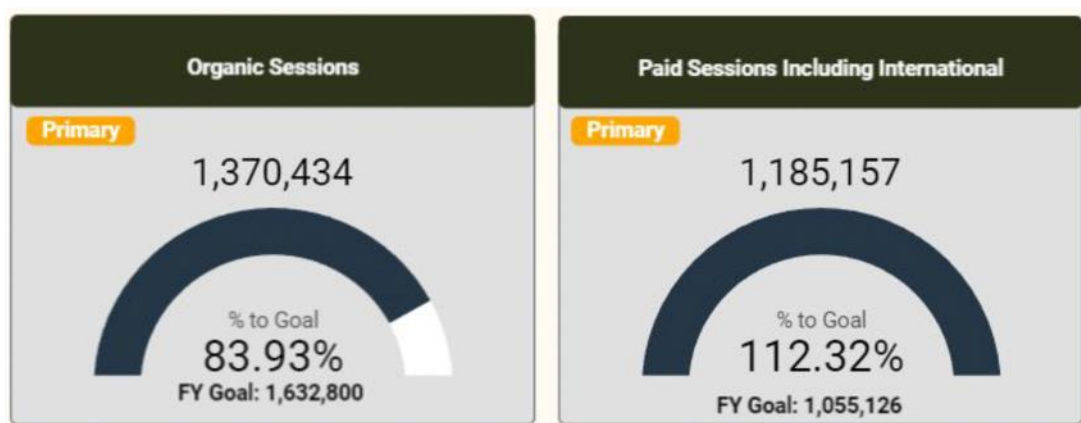 Organic Sessions
Primary
1,370,434
% to Goal
83.93%
FY Goal: 1,632,800
Paid Sessions Including International
Primary
1,185,157
% to Goal
112.32%
FY Goal: 1,055,126